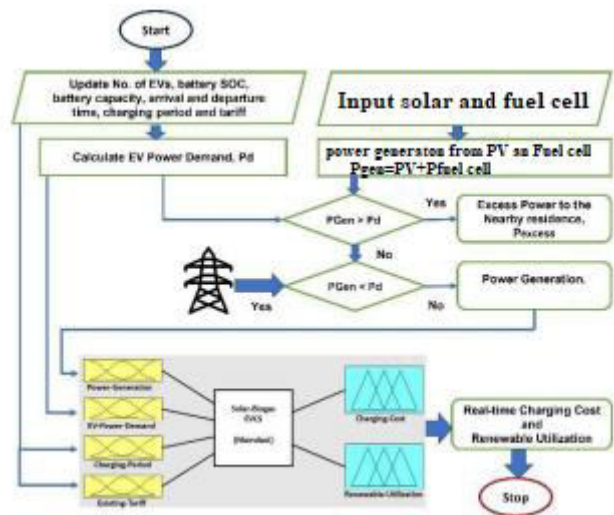 Start
Update No. of EVs, battery SOC,
battery capacity, arrival and departure
time, charging period and tariff
Input solar and fuel cell
Calculate EV Power Demand, Pd
power generaton from PV an Fuel cell
Pgen=PV+Pfuel cell
PGen > Pd
Yes
Excess Power to the
Nearby residence,
Pexcess
No
PGen < Pd
Yes
No
Power Generation.
Power-Generation
EV-Power-Demand
Charging-Period
Existing-Tariff
Solar-Biogas
EVCS
(Mamdani)
Charging-Cost
Renewable-Utilization
Real-time Charging Cost
and
Renewable Utilization
Stop